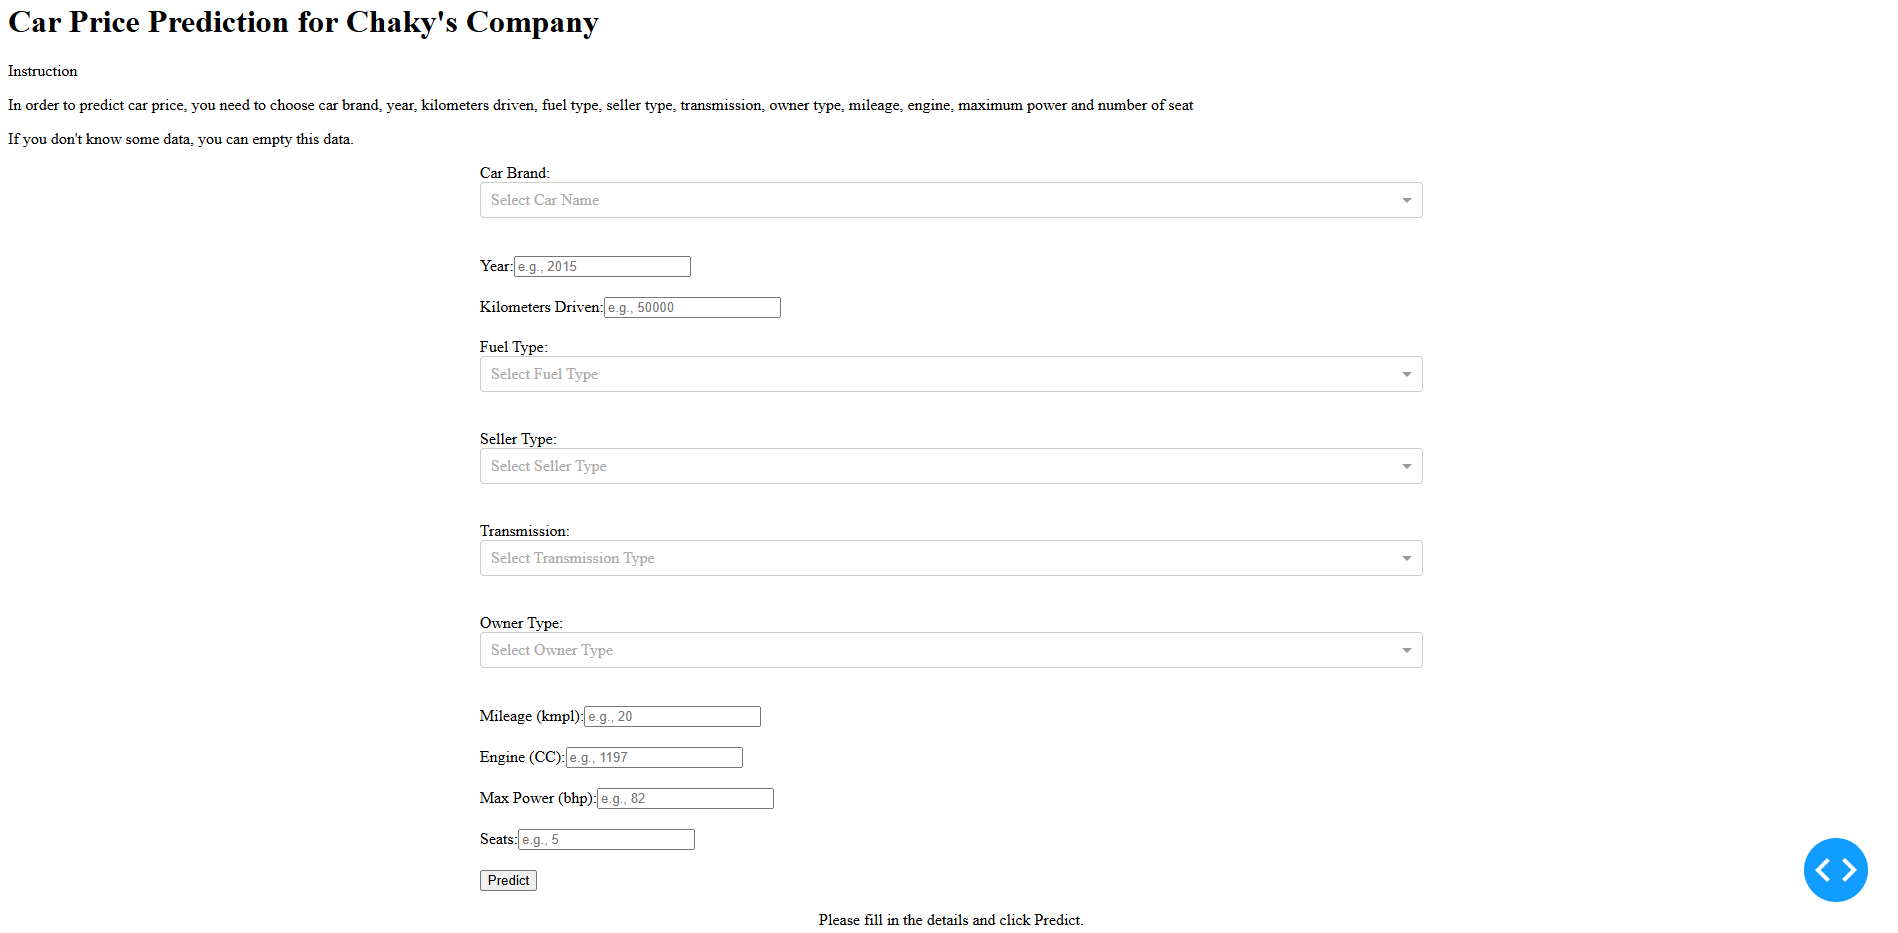 Car Price Prediction for Chaky's Company
Instruction
In order to predict car price, you need to choose car brand, year, kilometers driven, fuel type, seller type, transmission, owner type, mileage, engine, maximum power and number of seat
If you don't know some data, you can empty this data.
Car Brand:
Select Car Name
Year: e.g., 2015
Kilometers Driven: e.g., 50000
Fuel Type:
Select Fuel Type
Seller Type:
Select Seller Type
Transmission:
Select Transmission Type
Owner Type:
Select Owner Type
Mileage (kmpl): e.g., 20
Engine (CC): e.g., 1197
Max Power (bhp): e.g., 82
Seats: e.g., 5
Predict
Please fill in the details and click Predict.